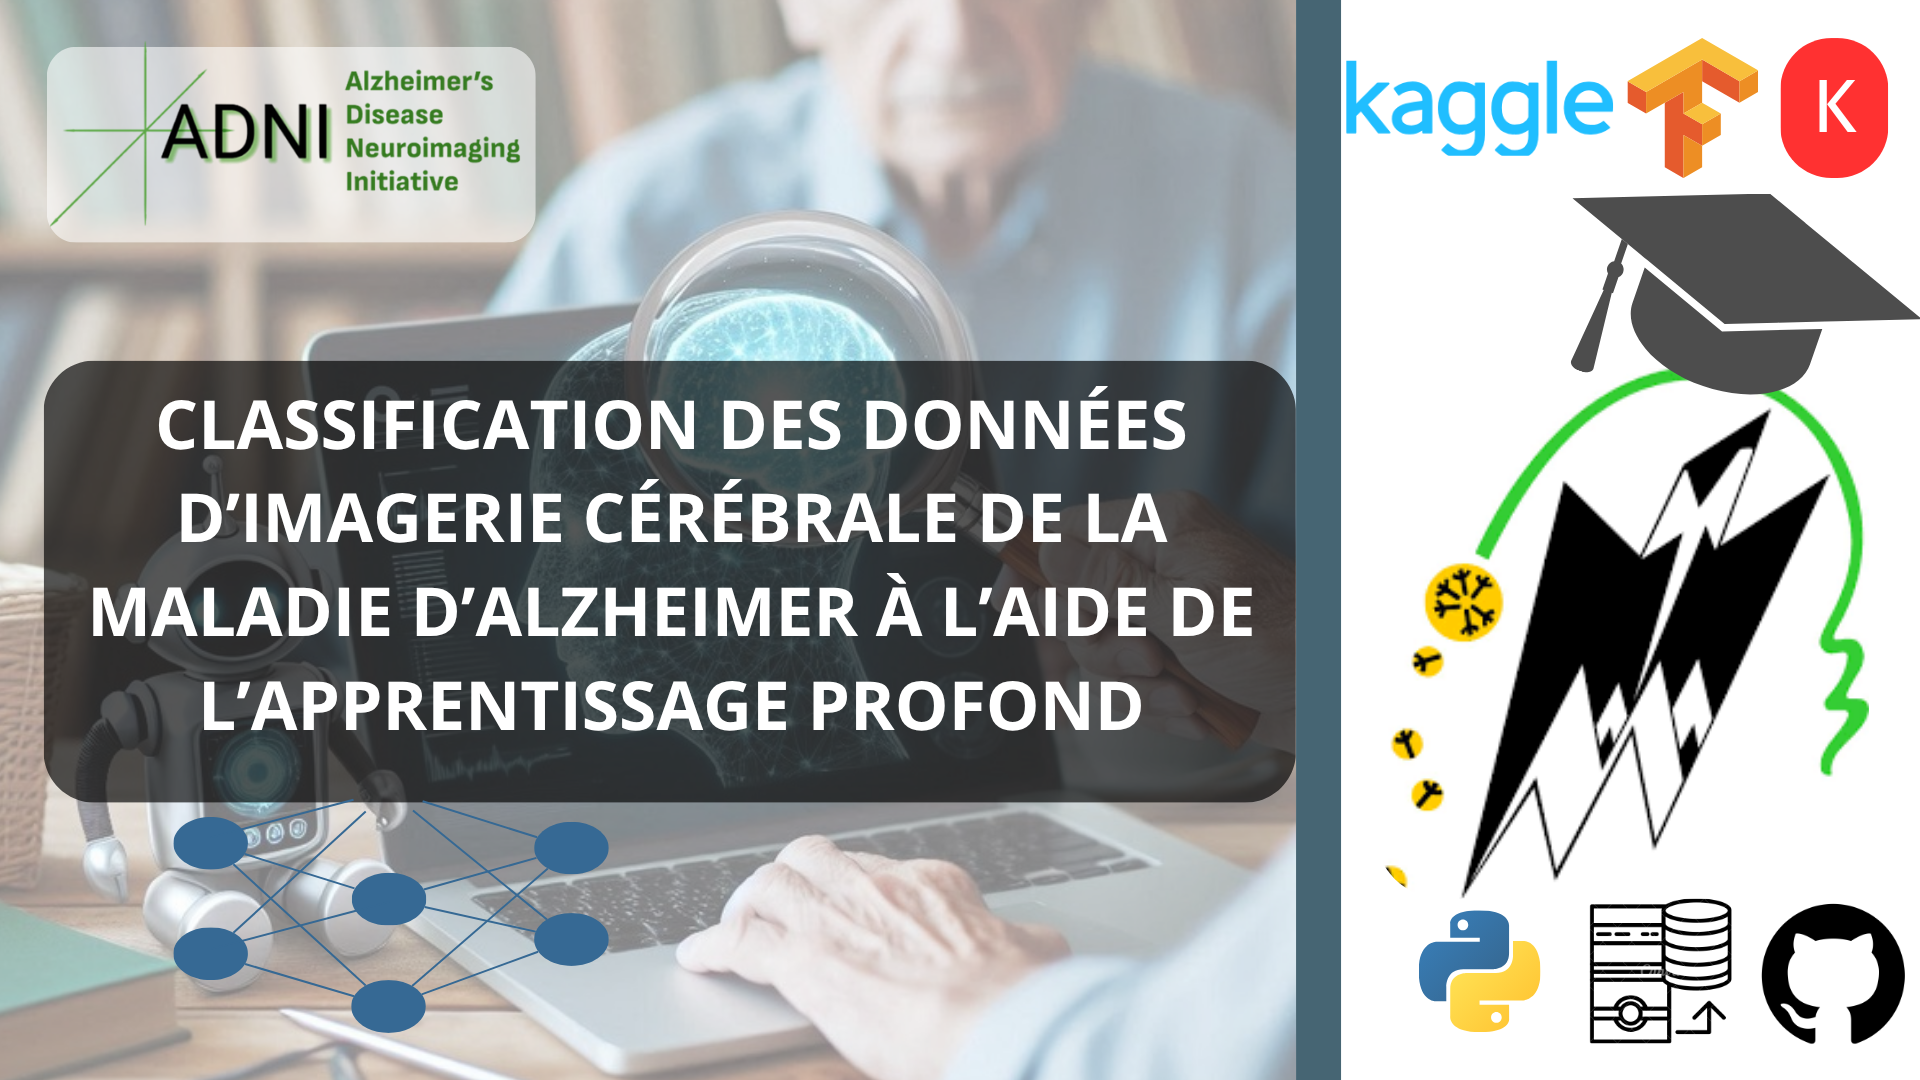 ADNI
Alzheimer's
Disease
Neuroimaging
Initiative
kaggle
K
CLASSIFICATION DES DONNÉES
D’IMAGERIE CÉRÉBRALE DE LA
MALADIE D’ALZHEIMER À L’AIDE DE
L’APPRENTISSAGE PROFOND